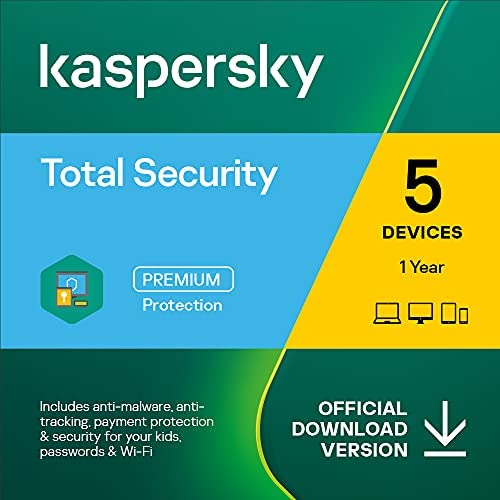 kaspersky
Total Security
PREMIUM
Protection
5
DEVICES
1 Year
Includes anti-malware, anti-
tracking, payment protection
& security for your kids,
passwords & Wi-Fi
OFFICIAL
DOWNLOAD
VERSION